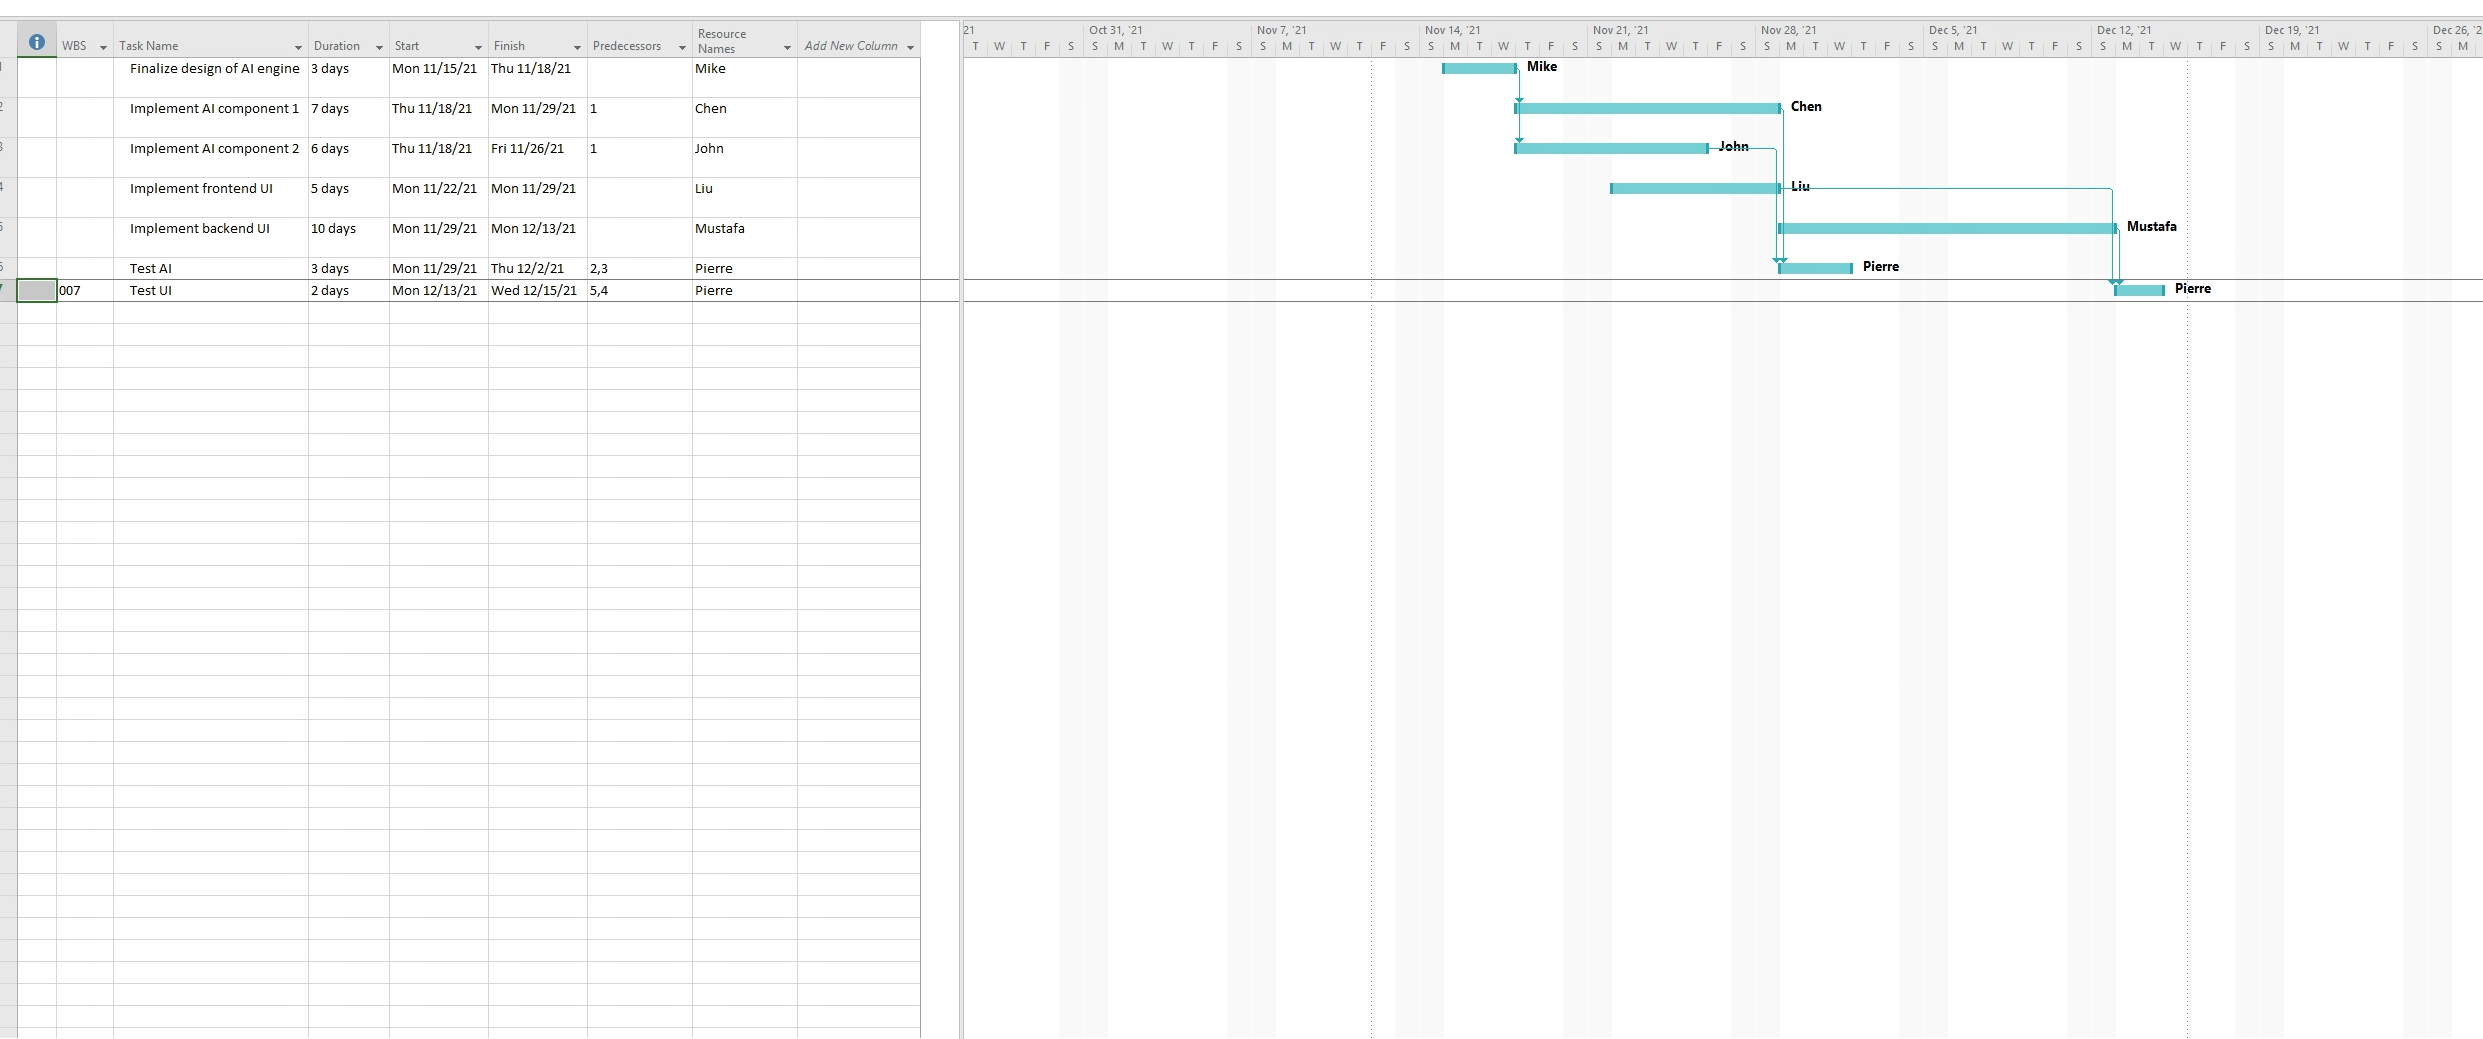 WBS Task Name Duration Start Finish Predecessors Resource Names Add New Column
21 Oct 31, '21 Nov 7, '21 Nov 14, '21 Nov 21, '21 Nov 28, '21 Dec 5, '21 Dec 12, '21 Dec 19, '21 Dec 26, '2
T W T F S S M T W T F S S M T W T F S S M T W T F S S M T W T F S S M T W T F S S M T W T F S S M T W T F S S M T W T F S S M
Finalize design of AI engine 3 days Mon 11/15/21 Thu 11/18/21 Mike Mike
2 Implement AI component 1 7 days Thu 11/18/21 Mon 11/29/21 1 Chen Chen
3 Implement AI component 2 6 days Thu 11/18/21 Fri 11/26/21 1 John John
Implement frontend UI 5 days Mon 11/22/21 Mon 11/29/21 Liu Liu
Implement backend UI 10 days Mon 11/29/21 Mon 12/13/21 Mustafa Mustafa
Test AI 3 days Mon 11/29/21 Thu 12/2/21 2,3 Pierre Pierre
007 Test UI 2 days Mon 12/13/21 Wed 12/15/21 5,4 Pierre Pierre